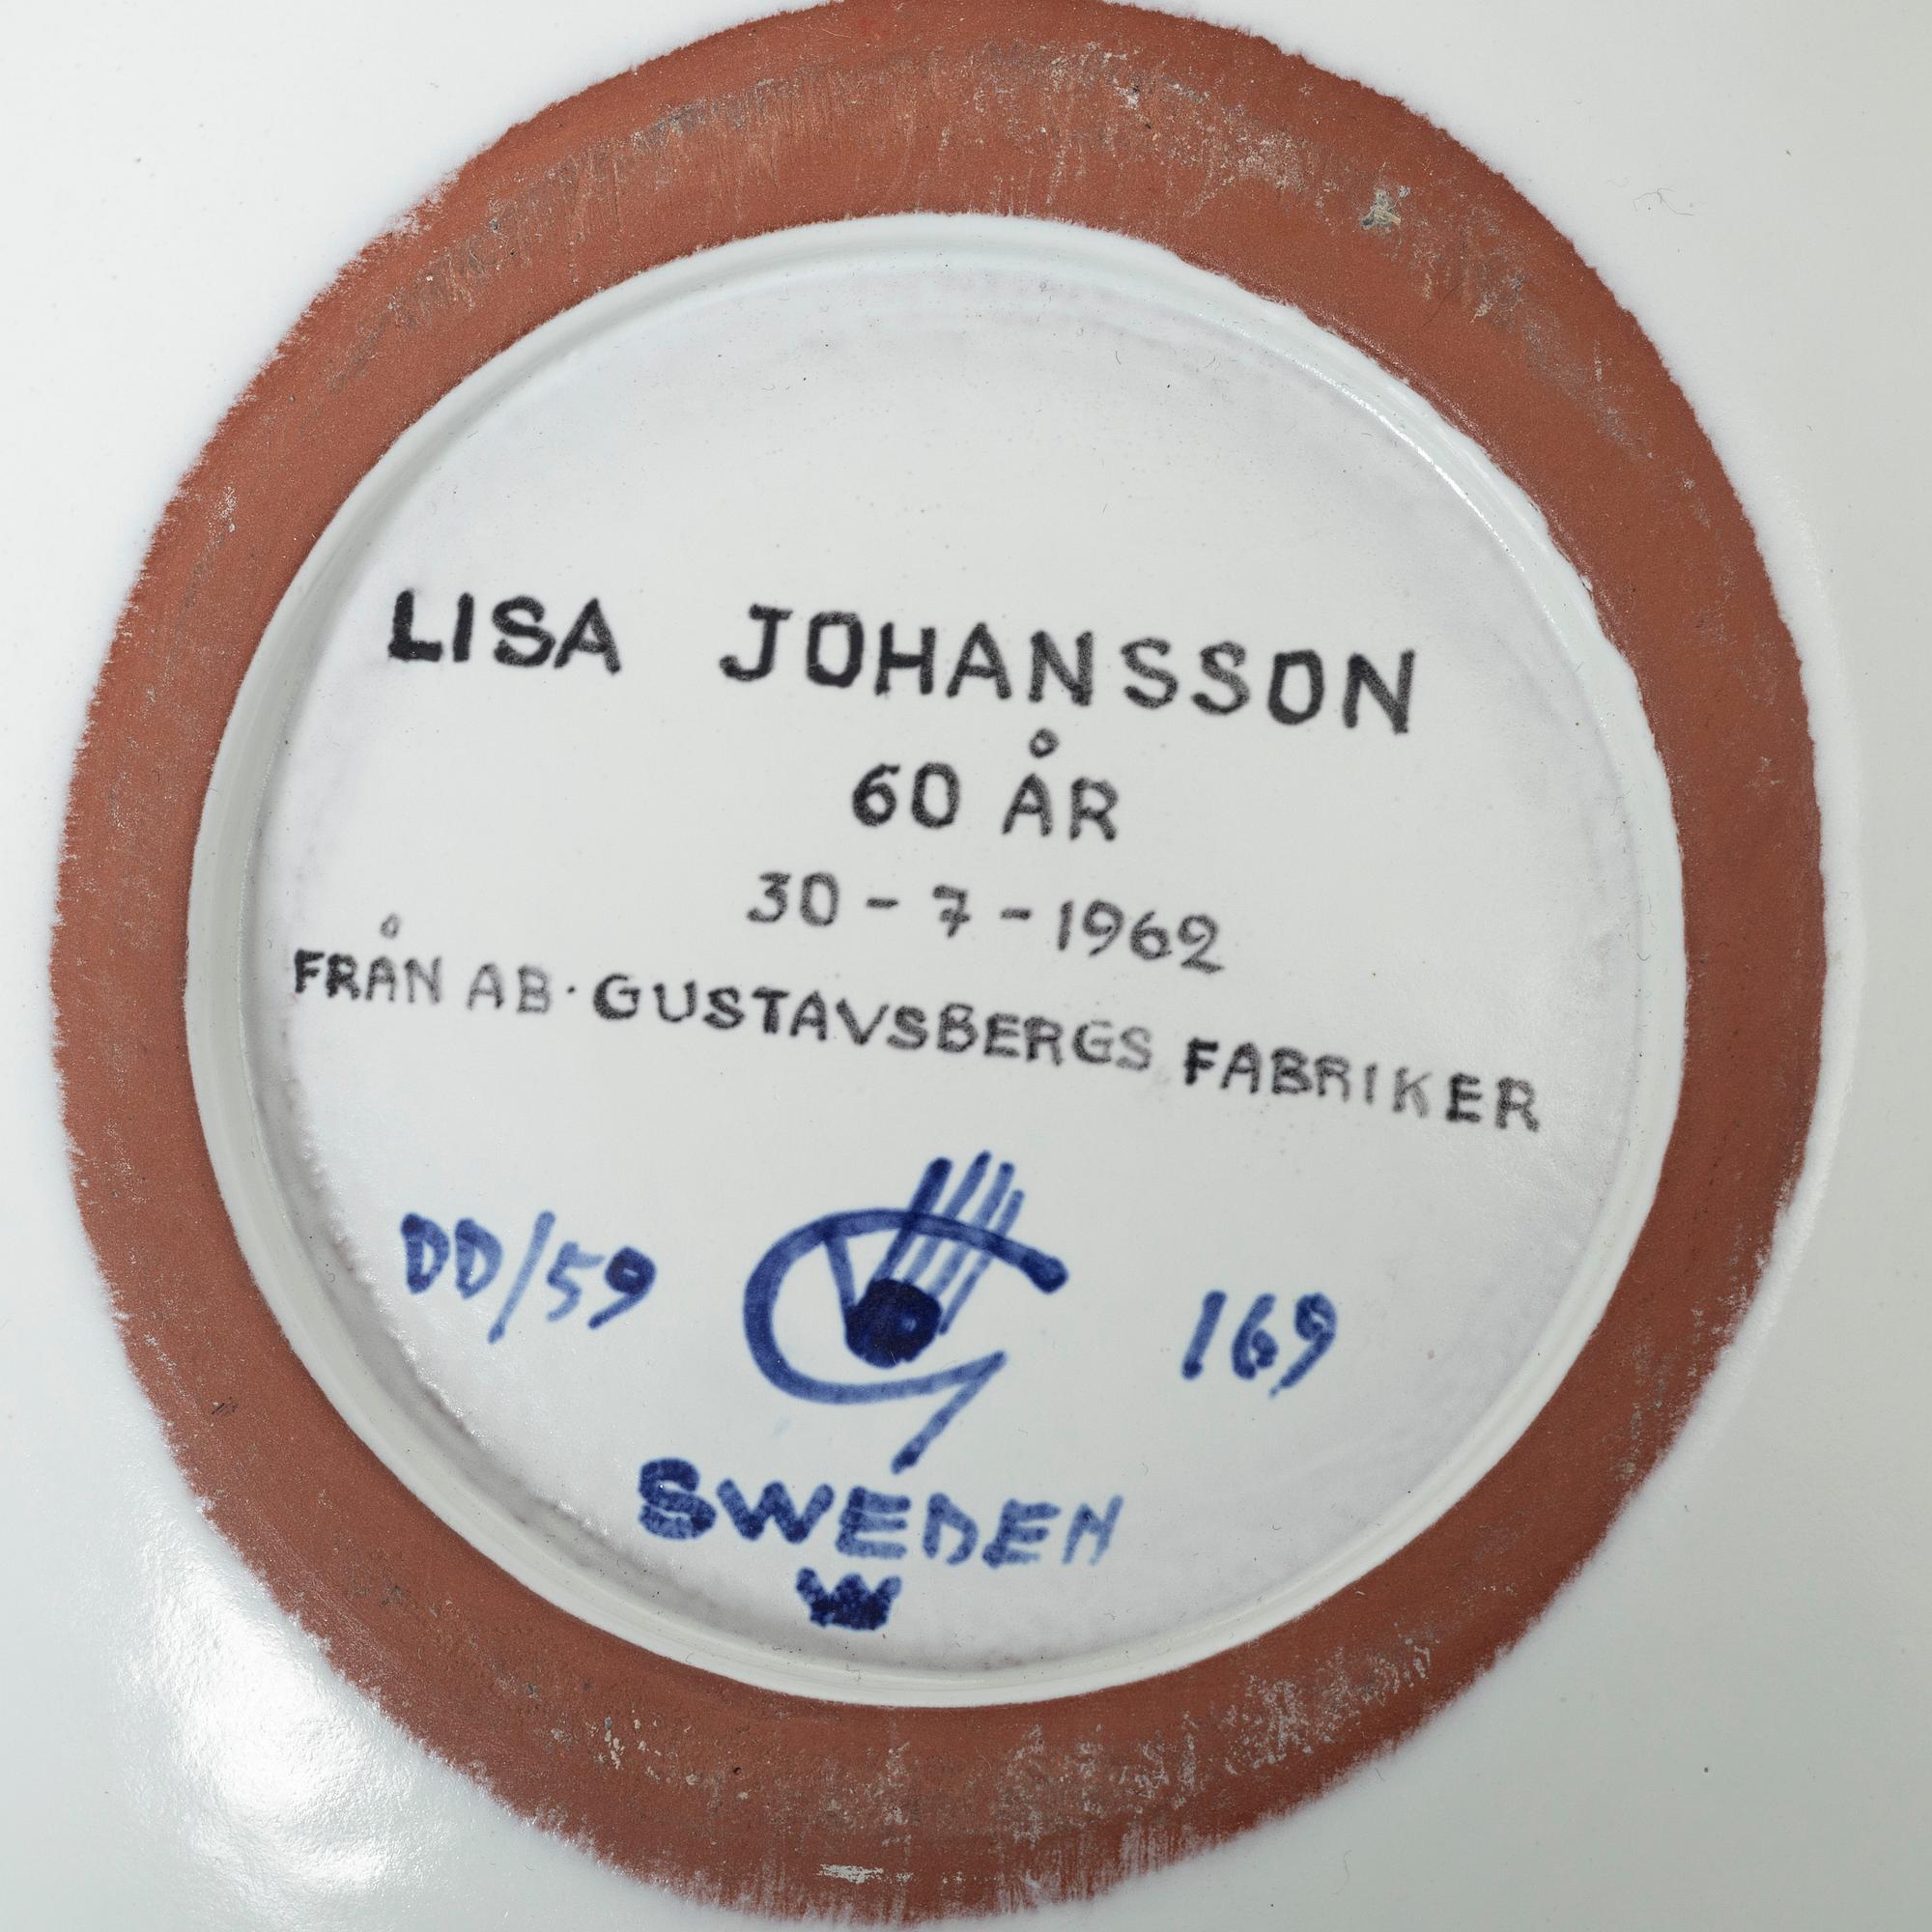 LISA JOHANSSON
60 ÅR
30-7-1962
FRÅN AB·GUSTAVSBERGS FABRIKER
DD/59 G 169
SWEDEN